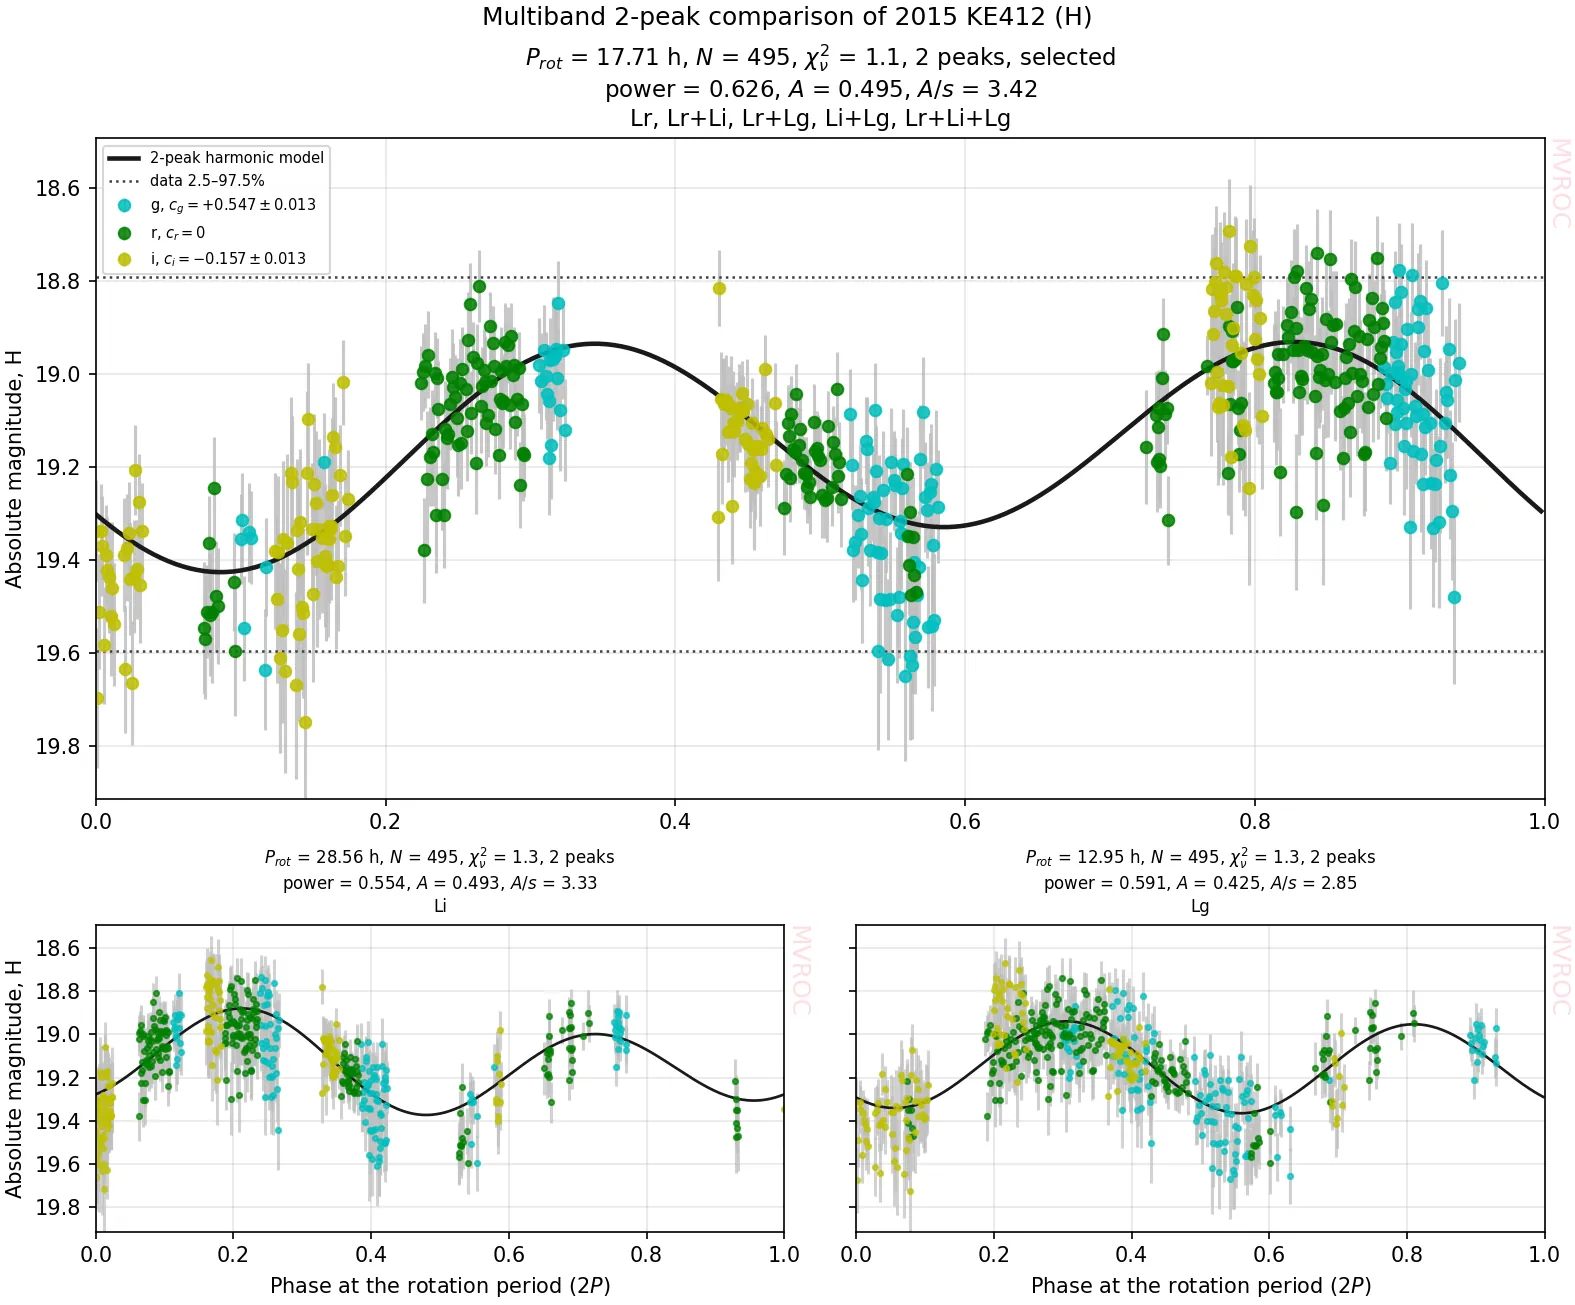 Multiband 2-peak comparison of 2015 KE412 (H)
P_rot = 17.71 h, N = 495, χ²_ν = 1.1, 2 peaks, selected
power = 0.626, A = 0.495, A/s = 3.42
Lr, Lr+Li, Lr+Lg, Li+Lg, Lr+Li+Lg
2-peak harmonic model
data 2.5–97.5%
g, c_g = +0.547 ± 0.013
r, c_r = 0
i, c_i = −0.157 ± 0.013
MVROC
Absolute magnitude, H
18.6
18.8
19.0
19.2
19.4
19.6
19.8
0.0 0.2 0.4 0.6 0.8 1.0
P_rot = 28.56 h, N = 495, χ²_ν = 1.3, 2 peaks
power = 0.554, A = 0.493, A/s = 3.33
Li
MVROC
Absolute magnitude, H
18.6
18.8
19.0
19.2
19.4
19.6
19.8
0.0 0.2 0.4 0.6 0.8 1.0
Phase at the rotation period (2P)
P_rot = 12.95 h, N = 495, χ²_ν = 1.3, 2 peaks
power = 0.591, A = 0.425, A/s = 2.85
Lg
MVROC
0.0 0.2 0.4 0.6 0.8 1.0
Phase at the rotation period (2P)